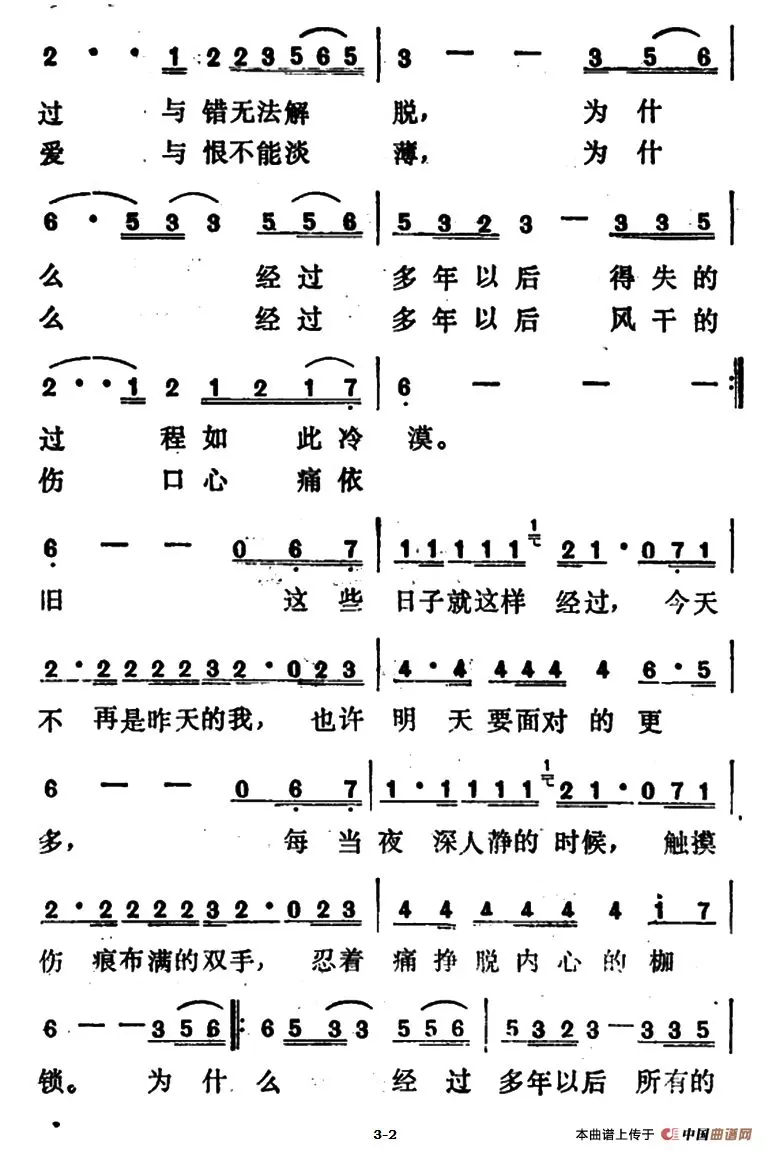 2 · · 1 2 2 3 5 6 5 | 3 — — 3 5 6 |
过 与错无法解 脱， 为 什
爱 与恨不能淡 薄， 为 什
6 · 5 3 3 5 5 6 | 5 3 2 3 — 3 3 5 |
么 经 过 多年以后 得失的
么 经 过 多年以后 风干的
2 · · 1 2 1 2 1 7 | 6 — — — :‖
过 程如 此冷 漠。
伤 口心 痛依
6 — — 0 6 7 | 1 1 1 1 1 1 2 1 · 0 7 1 |
旧 这些 日子就这样 经过， 今天
2 · 2 2 2 2 3 2 · 0 2 3 | 4 · 4 4 4 4 4 6 · 5 |
不 再是昨天的我， 也许 明 天要面对的更
6 — — 0 6 7 | 1 · 1 1 1 1 1 2 1 · 0 7 1 |
多， 每当夜 深人静的 时候， 触摸
2 · 2 2 2 2 3 2 · 0 2 3 | 4 4 4 4 4 4 4 1 7 |
伤 痕布满的双手， 忍着 痛挣脱内心的枷
6 — — 3 5 6 ‖: 6 5 3 3 5 5 6 | 5 3 2 3 — 3 3 5 |
锁。 为什么 经过 多年以后 所有的
3-2
本曲谱上传于 中国曲谱网